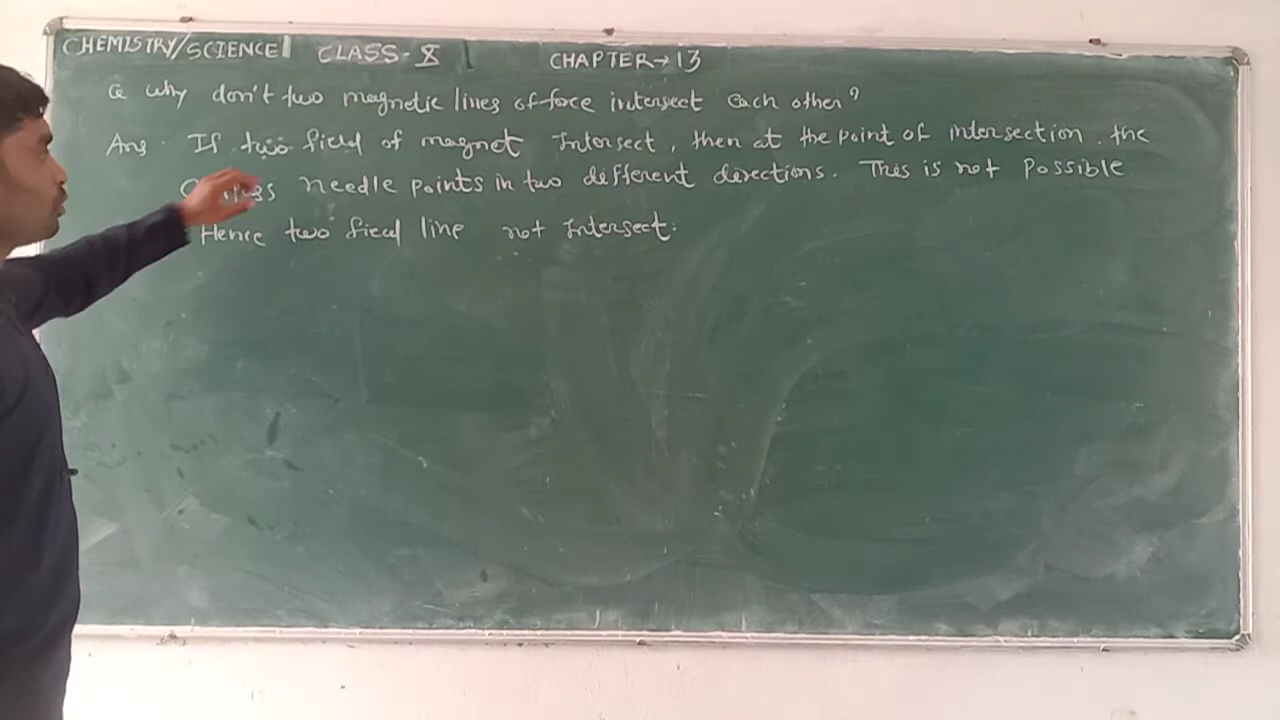 CHEMISTRY/SCIENCE CLASS-X CHAPTER→13
Q why don't two magnetic lines of force intersect each other?
Ans. If two field of magnet Intersect, then at the point of intersection. the
needle points in two different directions. This is not possible
Hence two field line not Intersect.